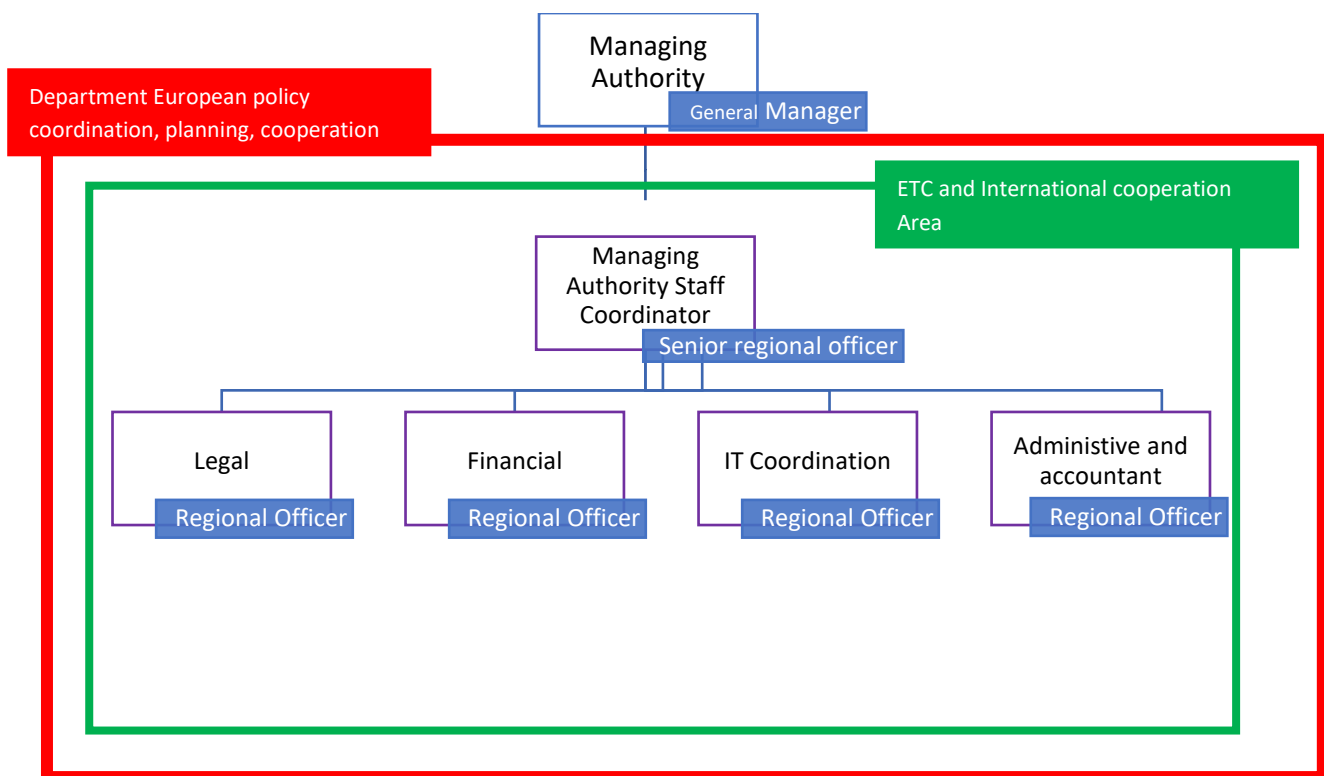 Managing
Authority
General Manager
Department European policy
coordination, planning, cooperation
ETC and International cooperation
Area
Managing
Authority Staff
Coordinator
Senior regional officer
Legal
Regional Officer
Financial
Regional Officer
IT Coordination
Regional Officer
Administive and
accountant
Regional Officer